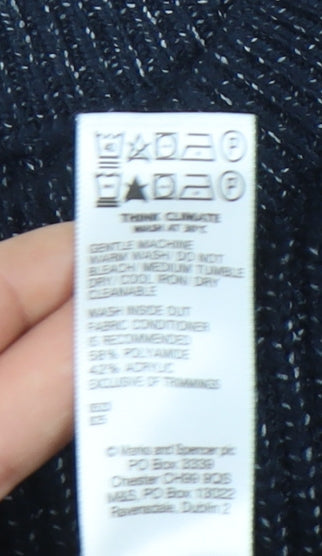 THINK CLIMATE
WASH AT 30°C
GENTLE MACHINE
WARM WASH/ DO NOT
BLEACH/ MEDIUM TUMBLE
DRY/ COOL IRON/ DRY
CLEANABLE
WASH INSIDE OUT
FABRIC CONDITIONER
IS RECOMMENDED
58% POLYAMIDE
42% ACRYLIC
EXCLUSIVE OF TRIMMINGS
© Marks and Spencer plc
PO Box 3339
Chester CH99 9QS
M&S, PO Box 13022
Ravensdale, Dublin 2